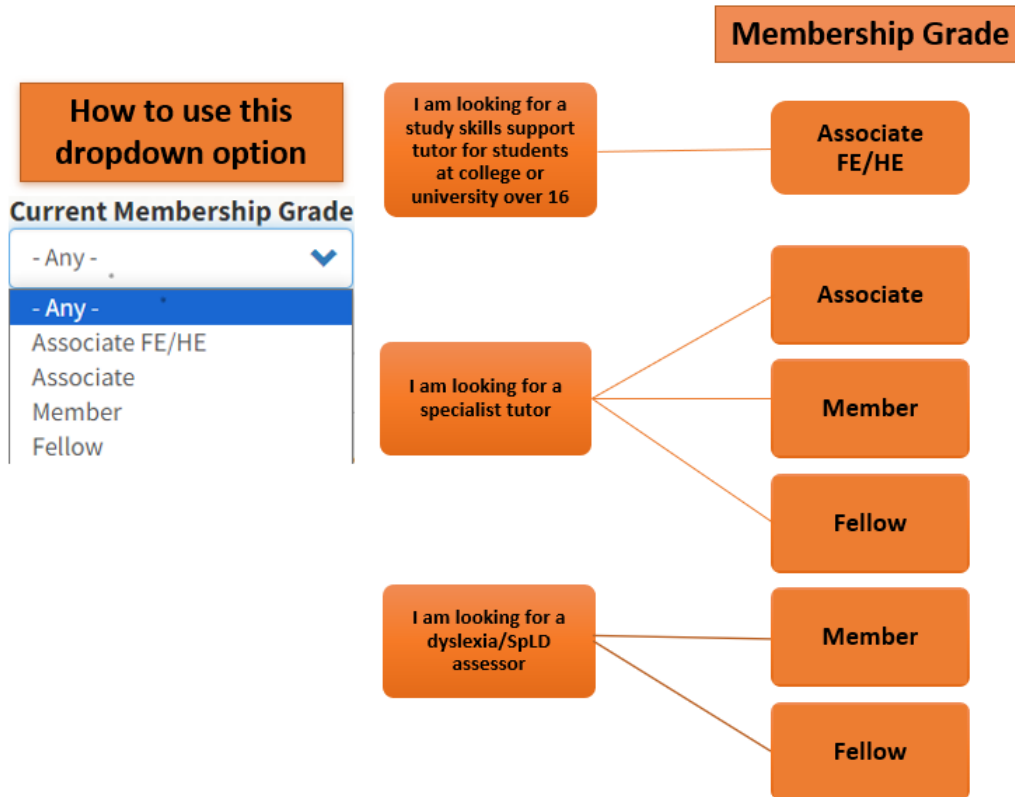 Membership Grade
How to use this
dropdown option
Current Membership Grade
- Any -
- Any -
Associate FE/HE
Associate
Member
Fellow
I am looking for a
study skills support
tutor for students
at college or
university over 16
Associate
FE/HE
I am looking for a
specialist tutor
Associate
Member
Fellow
I am looking for a
dyslexia/SpLD
assessor
Member
Fellow